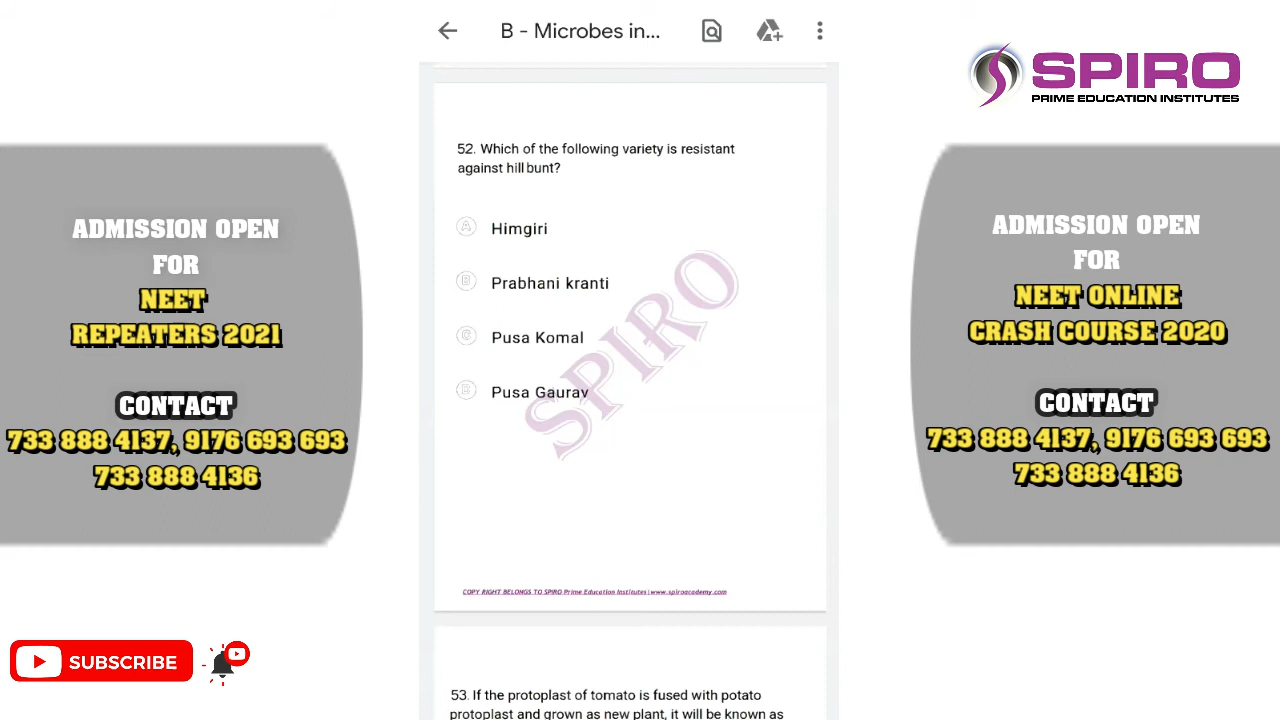 B - Microbes in...
SPIRO
PRIME EDUCATION INSTITUTES
ADMISSION OPEN
FOR
NEET
REPEATERS 2021
CONTACT
733 888 4137, 9176 693 693
733 888 4136
52. Which of the following variety is resistant
against hill bunt?
A Himgiri
B Prabhani kranti
C Pusa Komal
D Pusa Gaurav
SPIRO
COPY RIGHT BELONGS TO SPIRO Prime Education Institutes|www.spiroacademy.com
53. If the protoplast of tomato is fused with potato
protoplast and grown as new plant, it will be known as
ADMISSION OPEN
FOR
NEET ONLINE
CRASH COURSE 2020
CONTACT
733 888 4137, 9176 693 693
733 888 4136
SUBSCRIBE